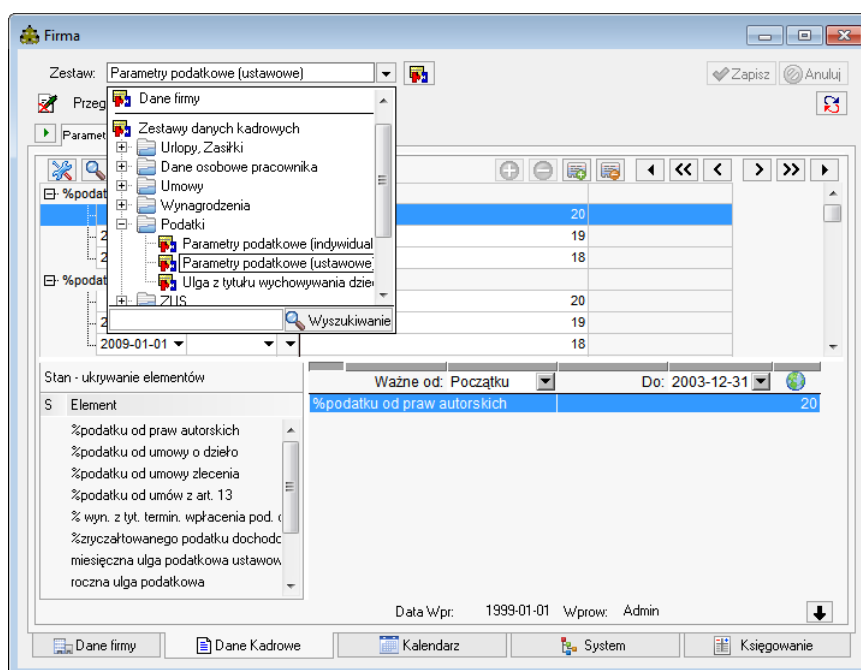 Firma
Zestaw: Parametry podatkowe (ustawowe)
Zapisz Anuluj
Przeg
Dane firmy
Paramet
Zestawy danych kadrowych
Urlopy, Zasiłki
Dane osobowe pracownika
Umowy
Wynagrodzenia
Podatki
Parametry podatkowe (indywidual
Parametry podatkowe (ustawowe
Ulga z tytułu wychowywania dzie
ZUS
Wyszukiwanie
%podat
20
2 19
2 18
%podat
20
2 19
2009-01-01 18
Stan - ukrywanie elementów
S Element
%podatku od praw autorskich
%podatku od umowy o dzieło
%podatku od umowy zlecenia
%podatku od umów z art. 13
% wyn. z tyt. termin. wpłacenia pod. c
%zryczałtowanego podatku dochodc
miesięczna ulga podatkowa ustawow
roczna ulga podatkowa
Ważne od: Początku Do: 2003-12-31
%podatku od praw autorskich 20
Data Wpr: 1999-01-01 Wprow: Admin
Dane firmy Dane Kadrowe Kalendarz System Księgowanie